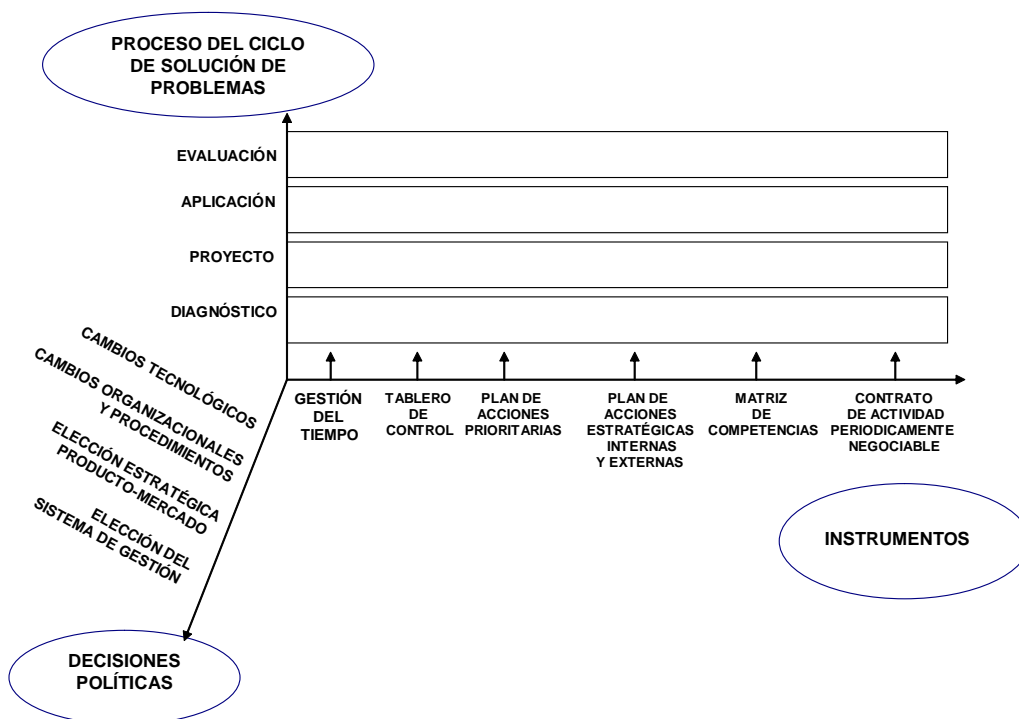 PROCESO DEL CICLO
DE SOLUCIÓN DE
PROBLEMAS
EVALUACIÓN
APLICACIÓN
PROYECTO
DIAGNÓSTICO
CAMBIOS TECNOLÓGICOS
CAMBIOS ORGANIZACIONALES
Y PROCEDIMIENTOS
ELECCIÓN ESTRATÉGICA
PRODUCTO-MERCADO
ELECCIÓN DEL
SISTEMA DE GESTIÓN
GESTIÓN
DEL
TIEMPO
TABLERO
DE
CONTROL
PLAN DE
ACCIONES
PRIORITARIAS
PLAN DE
ACCIONES
ESTRATÉGICAS
INTERNAS
Y EXTERNAS
MATRIZ
DE
COMPETENCIAS
CONTRATO
DE ACTIVIDAD
PERIODICAMENTE
NEGOCIABLE
INSTRUMENTOS
DECISIONES
POLÍTICAS